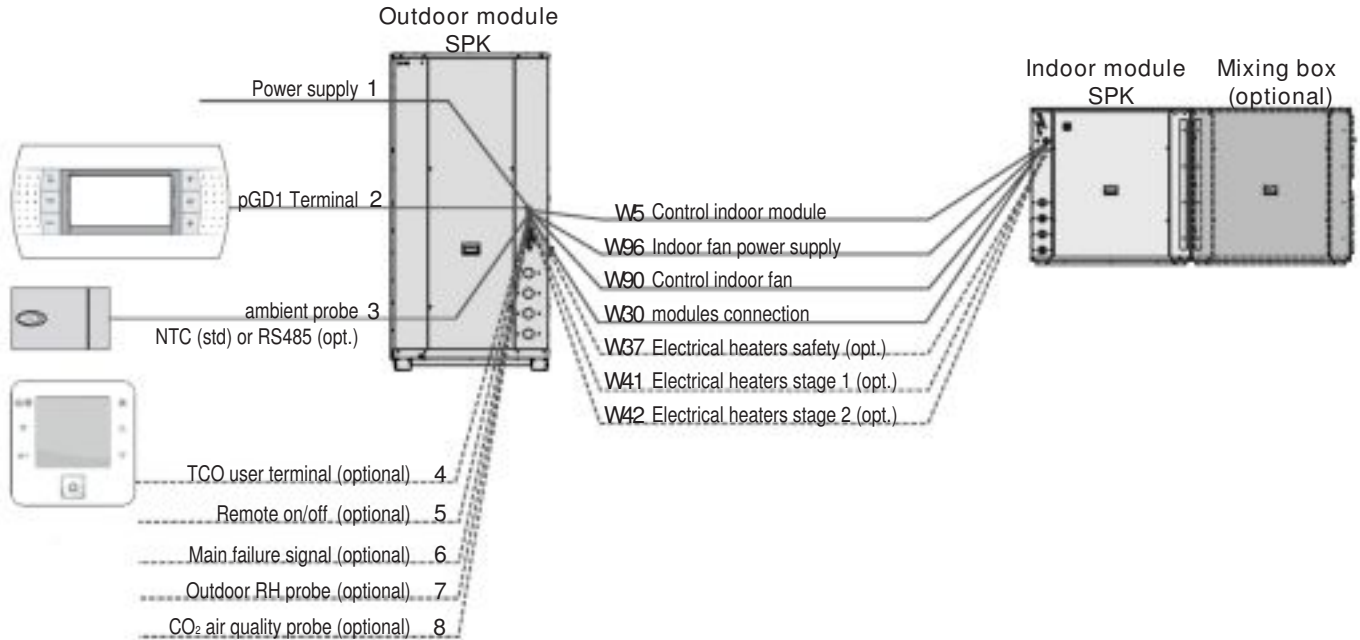 Outdoor module
SPK
Indoor module
SPK
Mixing box
(optional)
Power supply 1
pGD1 Terminal 2
ambient probe 3
NTC (std) or RS485 (opt.)
W5 Control indoor module
W96 Indoor fan power supply
W90 Control indoor fan
W30 modules connection
W37 Electrical heaters safety (opt.)
W41 Electrical heaters stage 1 (opt.)
W42 Electrical heaters stage 2 (opt.)
TCO user terminal (optional) 4
Remote on/off (optional) 5
Main failure signal (optional) 6
Outdoor RH probe (optional) 7
CO₂ air quality probe (optional) 8